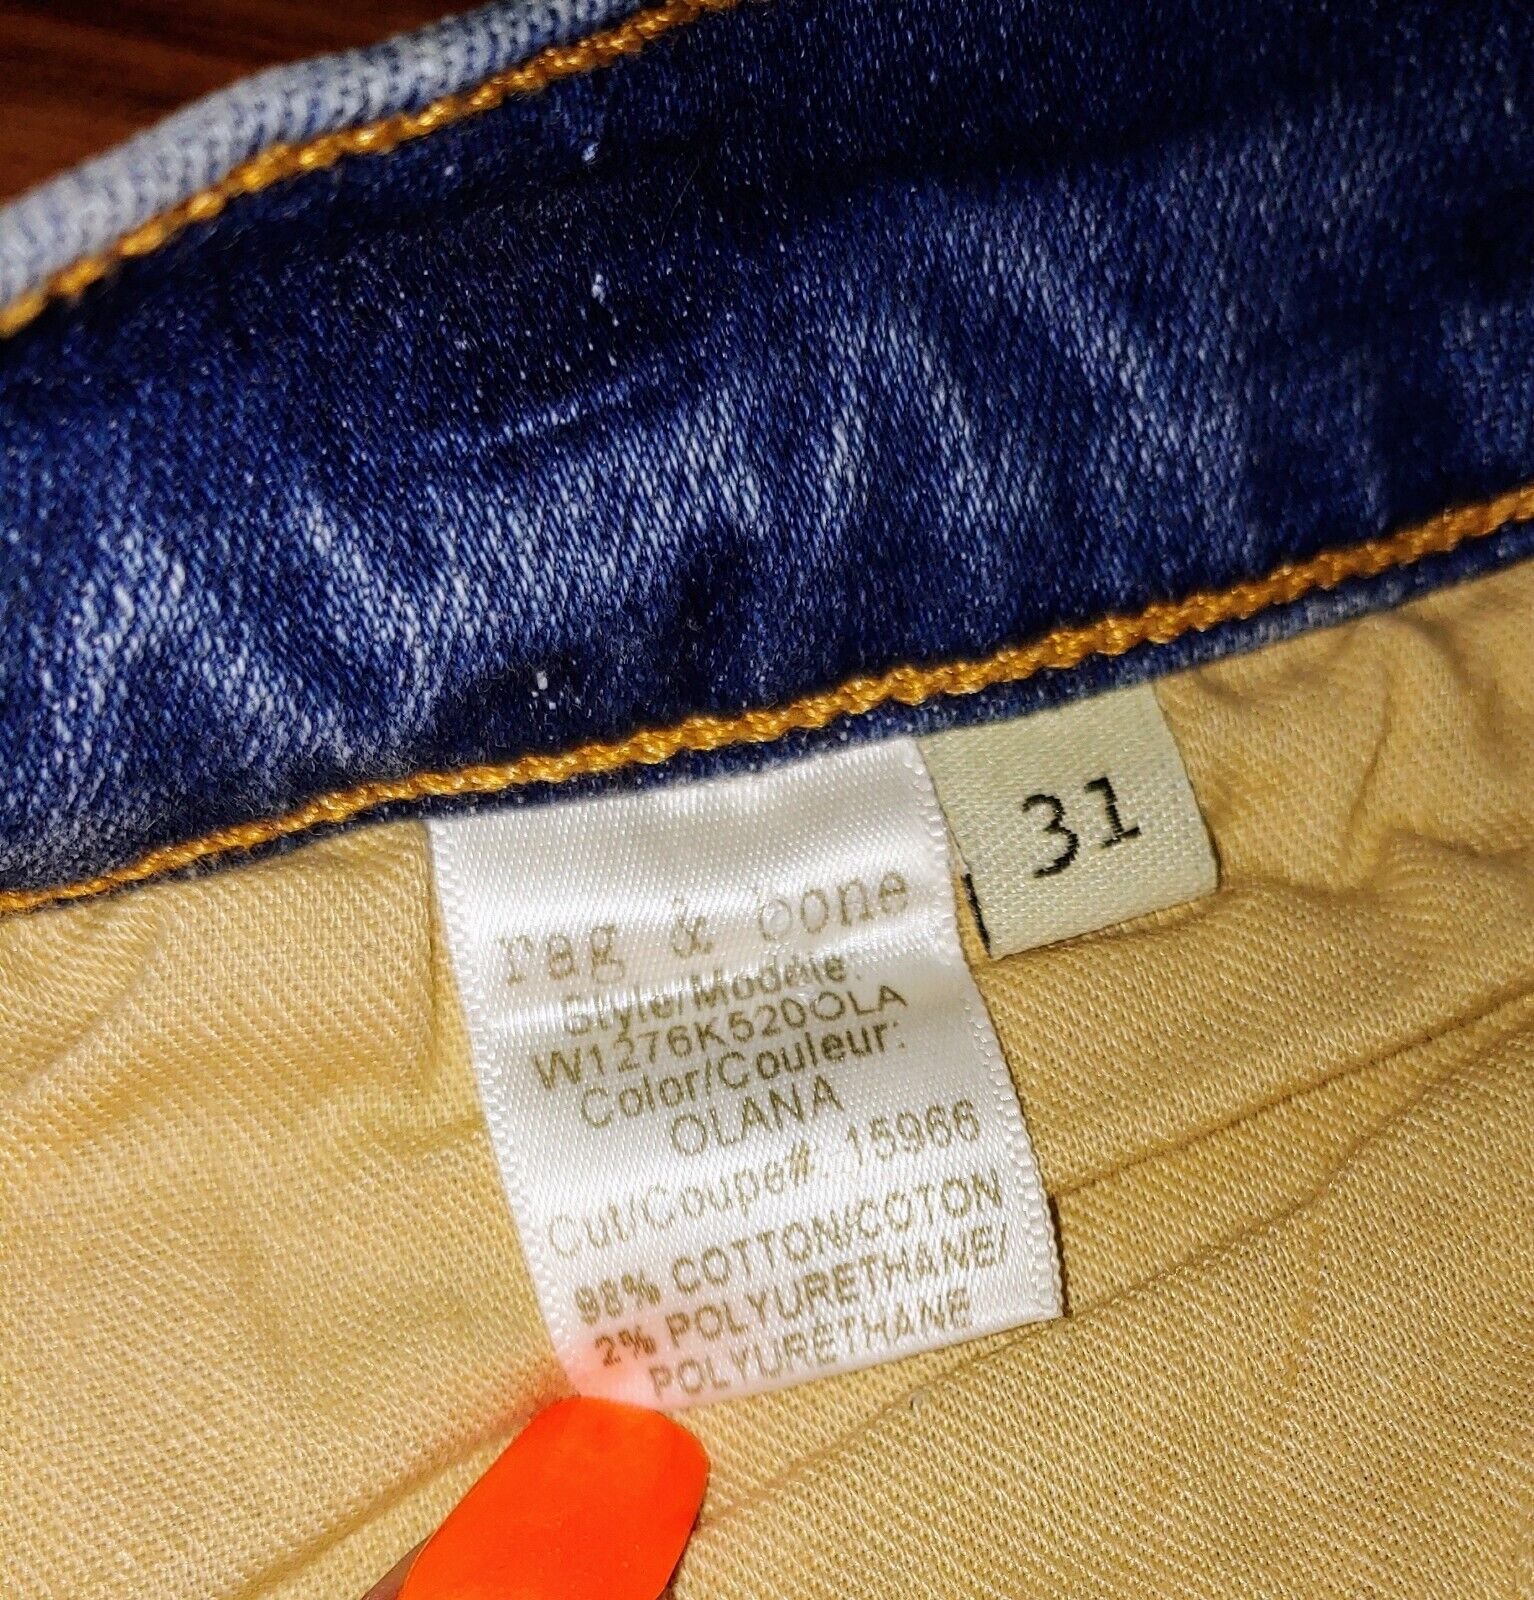 31
rag & bone
Style/Modèle:
W1276K520OLA
Color/Couleur:
OLANA
Cut/Coupe#: 15966
98% COTTON/COTON
2% POLYURETHANE/
POLYURETHANE